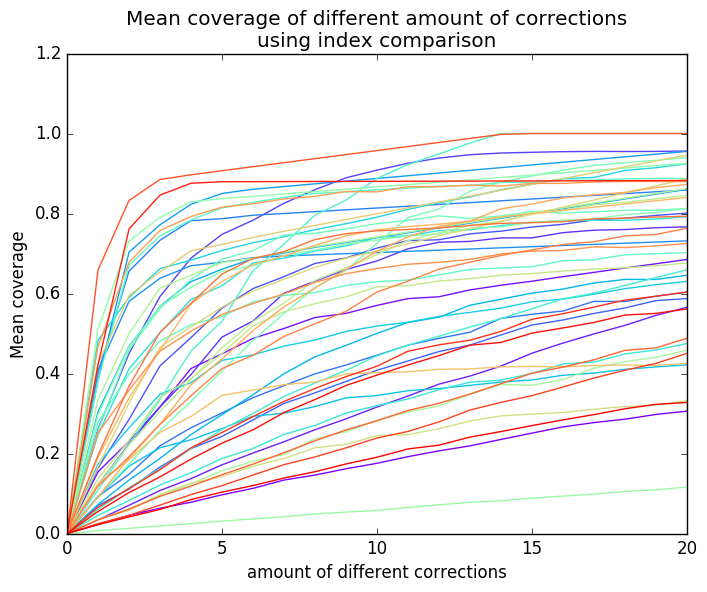 Mean coverage of different amount of corrections
using index comparison
1.2
1.0
0.8
0.6
0.4
0.2
0.0
Mean coverage
0 5 10 15 20
amount of different corrections